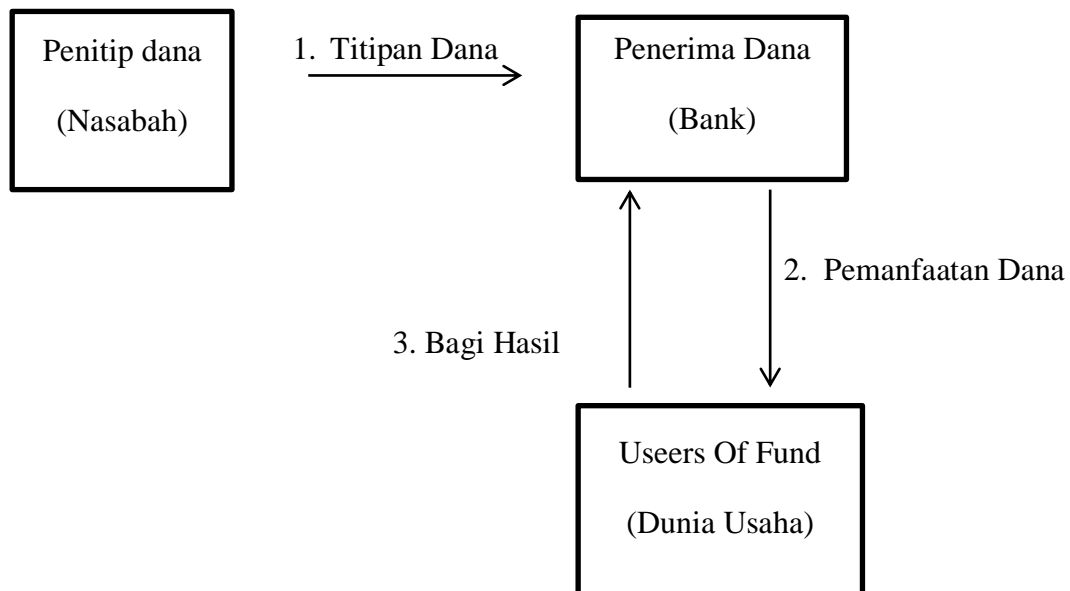 Penitip dana
(Nasabah)
1. Titipan Dana
Penerima Dana
(Bank)
2. Pemanfaatan Dana
3. Bagi Hasil
Useers Of Fund
(Dunia Usaha)